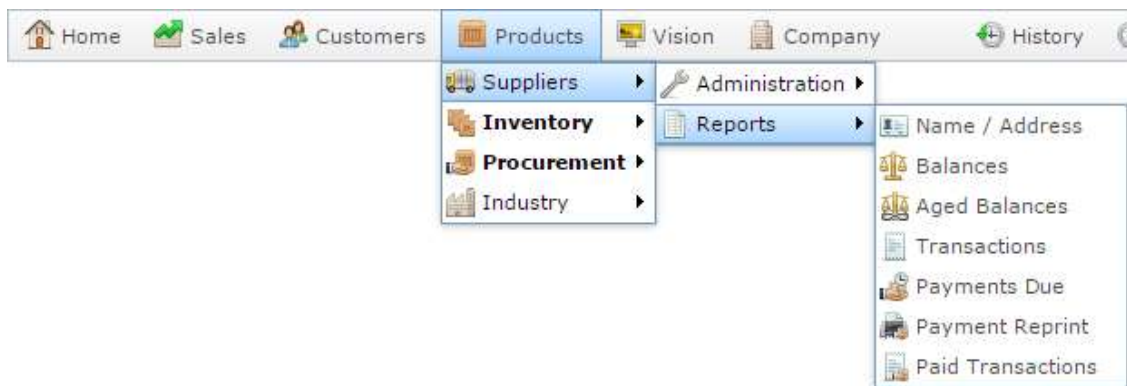 Home Sales Customers Products Vision Company History
Suppliers Administration
Inventory Reports Name / Address
Procurement Balances
Industry Aged Balances
Transactions
Payments Due
Payment Reprint
Paid Transactions